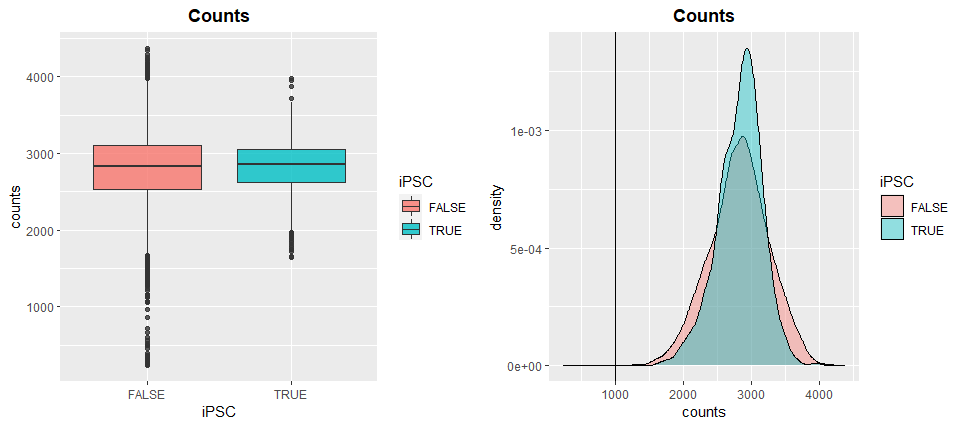 Counts
4000
3000
2000
1000
counts
FALSE
TRUE
iPSC
iPSC
FALSE
TRUE
Counts
1e-03
5e-04
0e+00
density
1000
2000
3000
4000
counts
iPSC
FALSE
TRUE